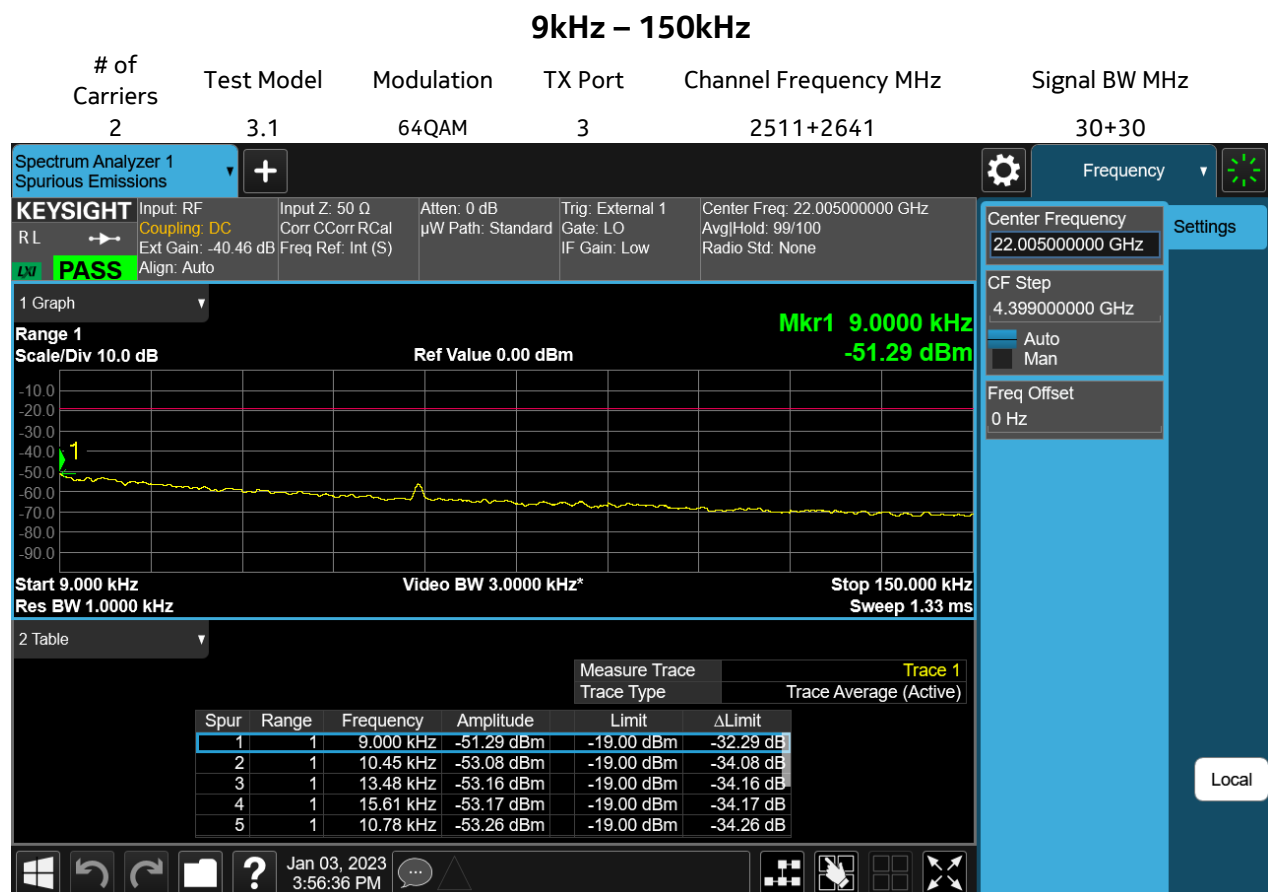 9kHz – 150kHz
# of Carriers Test Model Modulation TX Port Channel Frequency MHz Signal BW MHz
2 3.1 64QAM 3 2511+2641 30+30
Spectrum Analyzer 1
Spurious Emissions
+
Frequency
KEYSIGHT Input: RF Input Z: 50 Ω Atten: 0 dB Trig: External 1 Center Freq: 22.005000000 GHz
RL Coupling: DC Corr CCorr RCal µW Path: Standard Gate: LO Avg|Hold: 99/100
Ext Gain: -40.46 dB Freq Ref: Int (S) IF Gain: Low Radio Std: None
LXI PASS Align: Auto
Center Frequency
22.005000000 GHz
Settings
CF Step
4.399000000 GHz
Auto
Man
Freq Offset
0 Hz
1 Graph
Mkr1 9.0000 kHz
-51.29 dBm
Range 1
Scale/Div 10.0 dB Ref Value 0.00 dBm
-10.0
-20.0
-30.0
-40.0
1
-50.0
-60.0
-70.0
-80.0
-90.0
Start 9.000 kHz Video BW 3.0000 kHz* Stop 150.000 kHz
Res BW 1.0000 kHz Sweep 1.33 ms
2 Table
Measure Trace Trace 1
Trace Type Trace Average (Active)
Spur Range Frequency Amplitude Limit ΔLimit
1 1 9.000 kHz -51.29 dBm -19.00 dBm -32.29 dB
2 1 10.45 kHz -53.08 dBm -19.00 dBm -34.08 dB
3 1 13.48 kHz -53.16 dBm -19.00 dBm -34.16 dB
4 1 15.61 kHz -53.17 dBm -19.00 dBm -34.17 dB
5 1 10.78 kHz -53.26 dBm -19.00 dBm -34.26 dB
Local
? Jan 03, 2023
3:56:36 PM